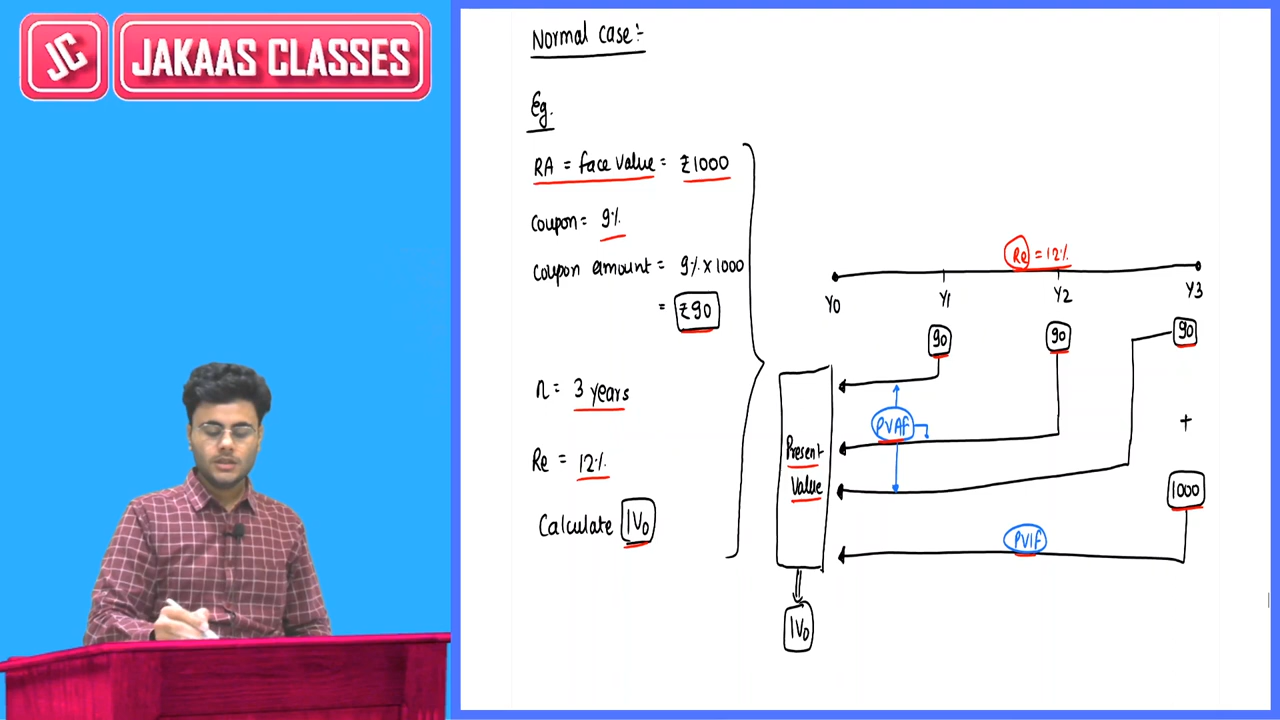 JC JAKAAS CLASSES
Normal Case:-
Eg.
RA = face value = ₹1000
Coupon = 9%
Coupon amount = 9% x 1000
= ₹90
n = 3 years
Re = 12%
Calculate IV₀
Re = 12%
Y0 Y1 Y2 Y3
90 90 90
PVAF
+
Present
Value
1000
PVIF
IV₀